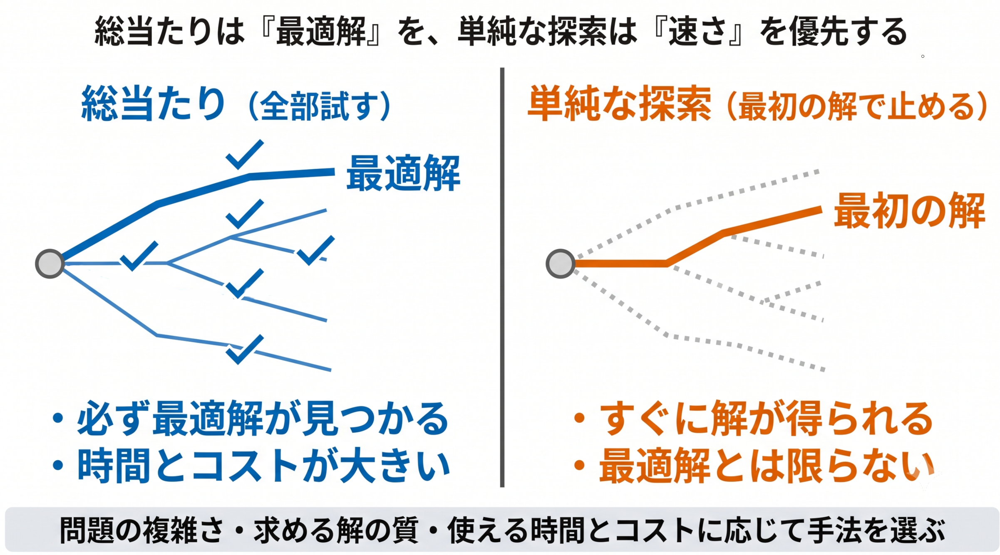 総当たりは『最適解』を、単純な探索は『速さ』を優先する
。
総当たり（全部試す）
最適解
・必ず最適解が見つかる
・時間とコストが大きい
単純な探索（最初の解で止める）
最初の解
・すぐに解が得られる
・最適解とは限らない
問題の複雑さ・求める解の質・使える時間とコストに応じて手法を選ぶ